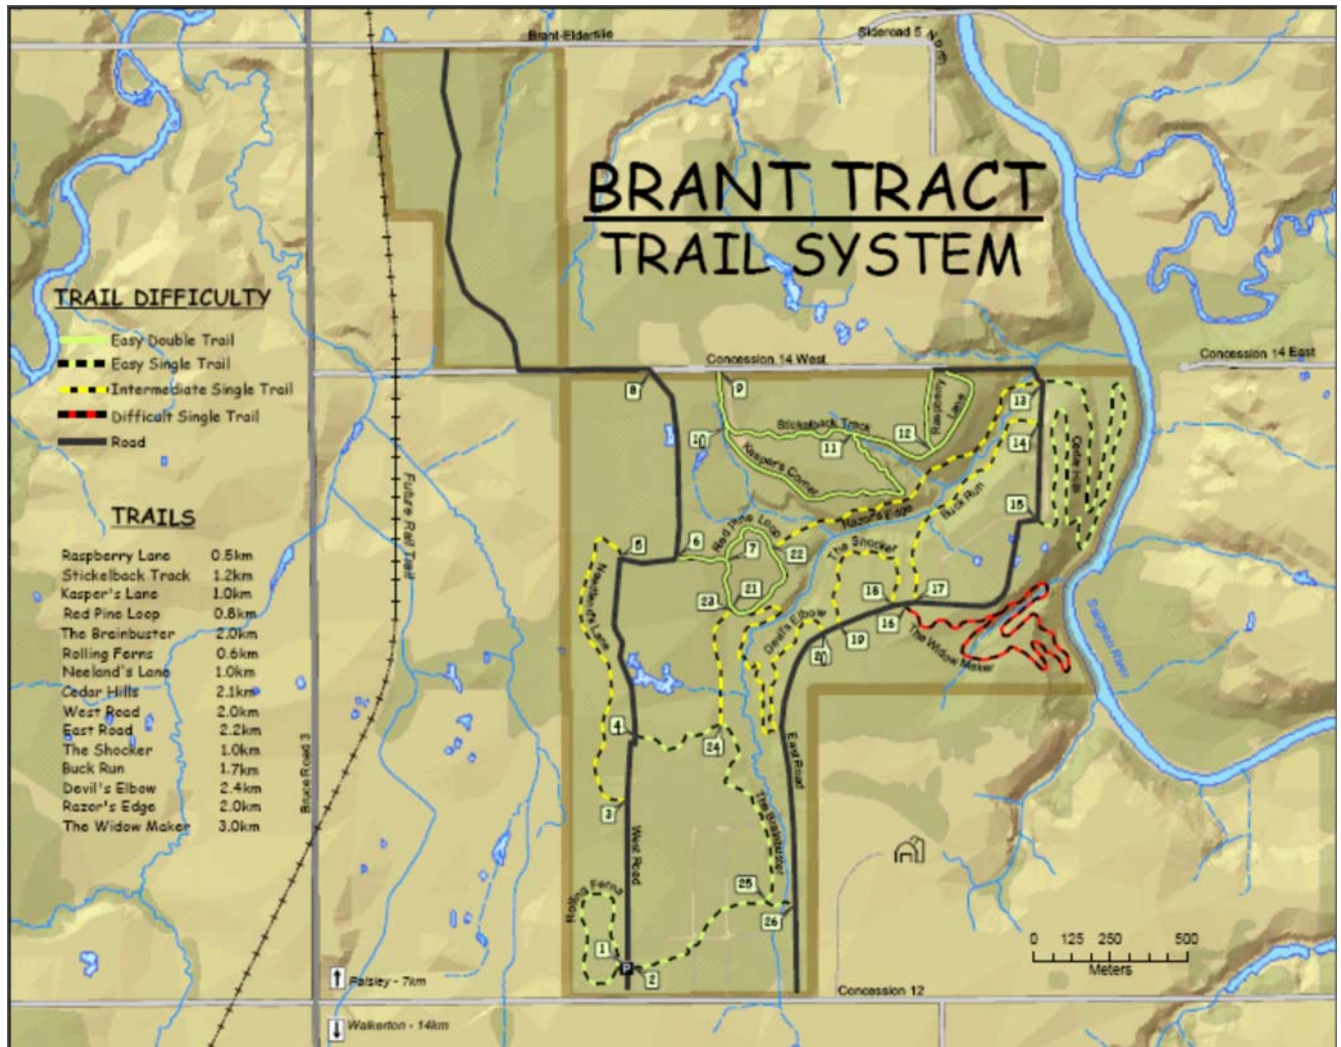 Brant-Elderslie
Sideroad 5 N
BRANT TRACT
TRAIL SYSTEM
TRAIL DIFFICULTY
Easy Double Trail
Easy Single Trail
Intermediate Single Trail
Difficult Single Trail
Road
TRAILS
Raspberry Lane 0.5km
Stickelback Track 1.2km
Kasper's Lane 1.0km
Red Pine Loop 0.8km
The Brainbuster 2.0km
Rolling Ferns 0.6km
Neeland's Lane 1.0km
Cedar Hills 2.1km
West Road 2.0km
East Road 2.2km
The Shocker 1.0km
Buck Run 1.7km
Devil's Elbow 2.4km
Razor's Edge 2.0km
The Widow Maker 3.0km
Concession 14 West
Concession 14 East
8
9
Raspberry
Lane
13
10
Stickelback Track
11
12
14
Kasper's Corner
Cedar Hills
Future Rail Trail
Buck Run
15
Razor's Edge
Red Pine Loop
5
6
7
22
The Shocker
Neeland's Lane
21
18
17
23
Devil's Elbow
16
19
20
The Widow Maker
Saugeen River
4
24
East Road
Bruce Road 3
3
West Road
The Brainbuster
Rolling Ferns
25
26
1
P
2
0 125 250 500
Meters
Paisley - 7km
Concession 12
Walkerton - 14km